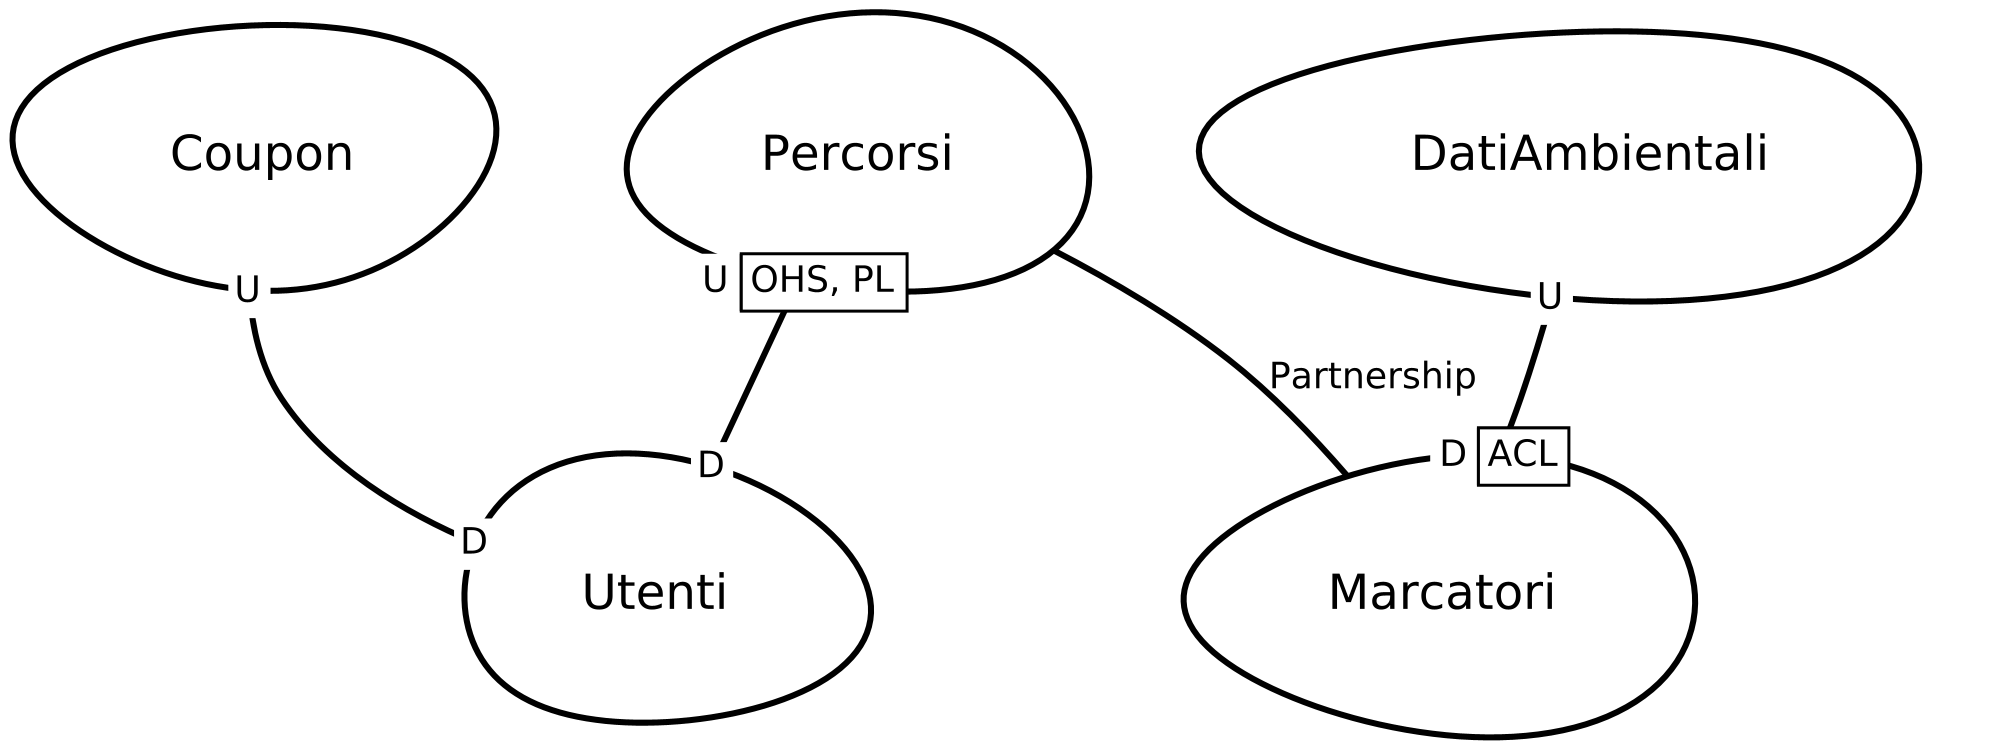 Coupon
Percorsi
DatiAmbientali
U
U
OHS, PL
U
Partnership
D
D
ACL
D
Utenti
Marcatori